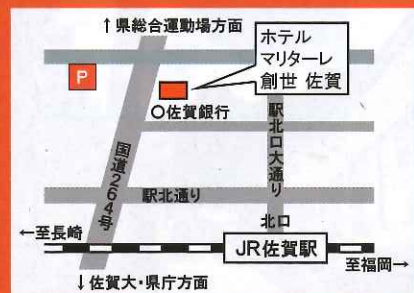 ↑県総合運動場方面
ホテル
マリターレ
創世 佐賀
P
佐賀銀行
国道264号
駅北口大通り
駅北通り
北口
←至長崎
JR佐賀駅
至福岡→
↓佐賀大・県庁方面